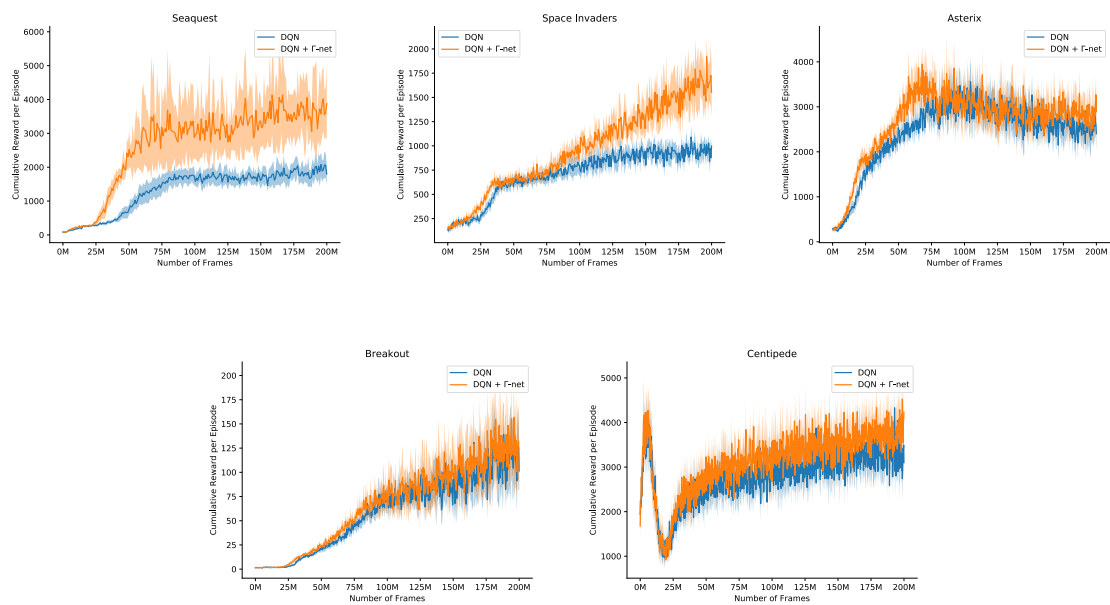 Seaquest
Cumulative Reward per Episode
6000
5000
4000
3000
2000
1000
0
DQN
DQN + Γ-net
0M 25M 50M 75M 100M 125M 150M 175M 200M
Number of Frames
Space Invaders
Cumulative Reward per Episode
2000
1750
1500
1250
1000
750
500
250
DQN
DQN + Γ-net
0M 25M 50M 75M 100M 125M 150M 175M 200M
Number of Frames
Asterix
Cumulative Reward per Episode
4000
3000
2000
1000
0
DQN
DQN + Γ-net
0M 25M 50M 75M 100M 125M 150M 175M 200M
Number of Frames
Breakout
Cumulative Reward per Episode
200
175
150
125
100
75
50
25
0
DQN
DQN + Γ-net
0M 25M 50M 75M 100M 125M 150M 175M 200M
Number of Frames
Centipede
Cumulative Reward per Episode
5000
4000
3000
2000
1000
DQN
DQN + Γ-net
0M 25M 50M 75M 100M 125M 150M 175M 200M
Number of Frames